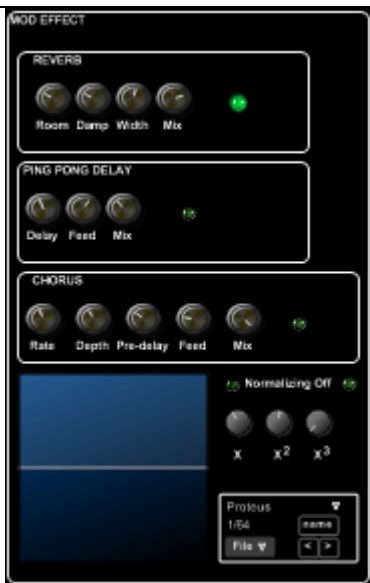 MOD EFFECT
REVERB
Room Damp Width Mix
PING PONG DELAY
Delay Feed Mix
CHORUS
Rate Depth Pre-delay Feed Mix
Normalizing Off
x x2 x3
Proteus
1/64 name
File < >